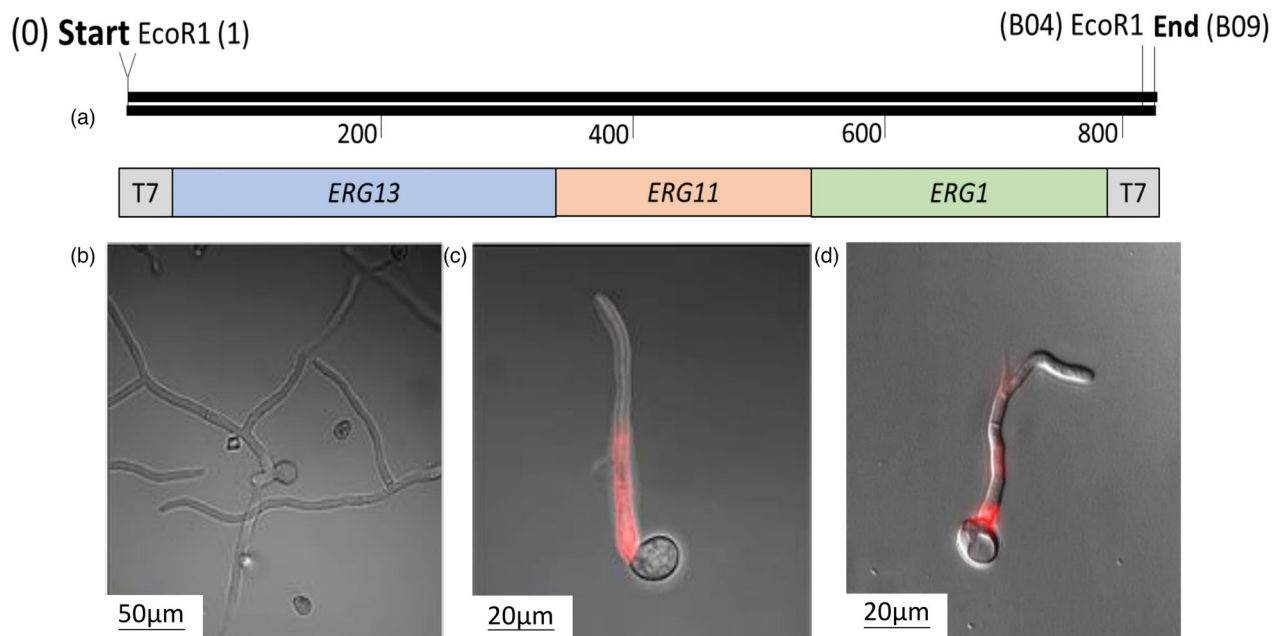 (0) Start EcoR1 (1)
(B04) EcoR1 End (B09)
(a)
200 400 600 800
T7 ERG13 ERG11 ERG1 T7
(b) (c) (d)
50μm 20μm 20μm